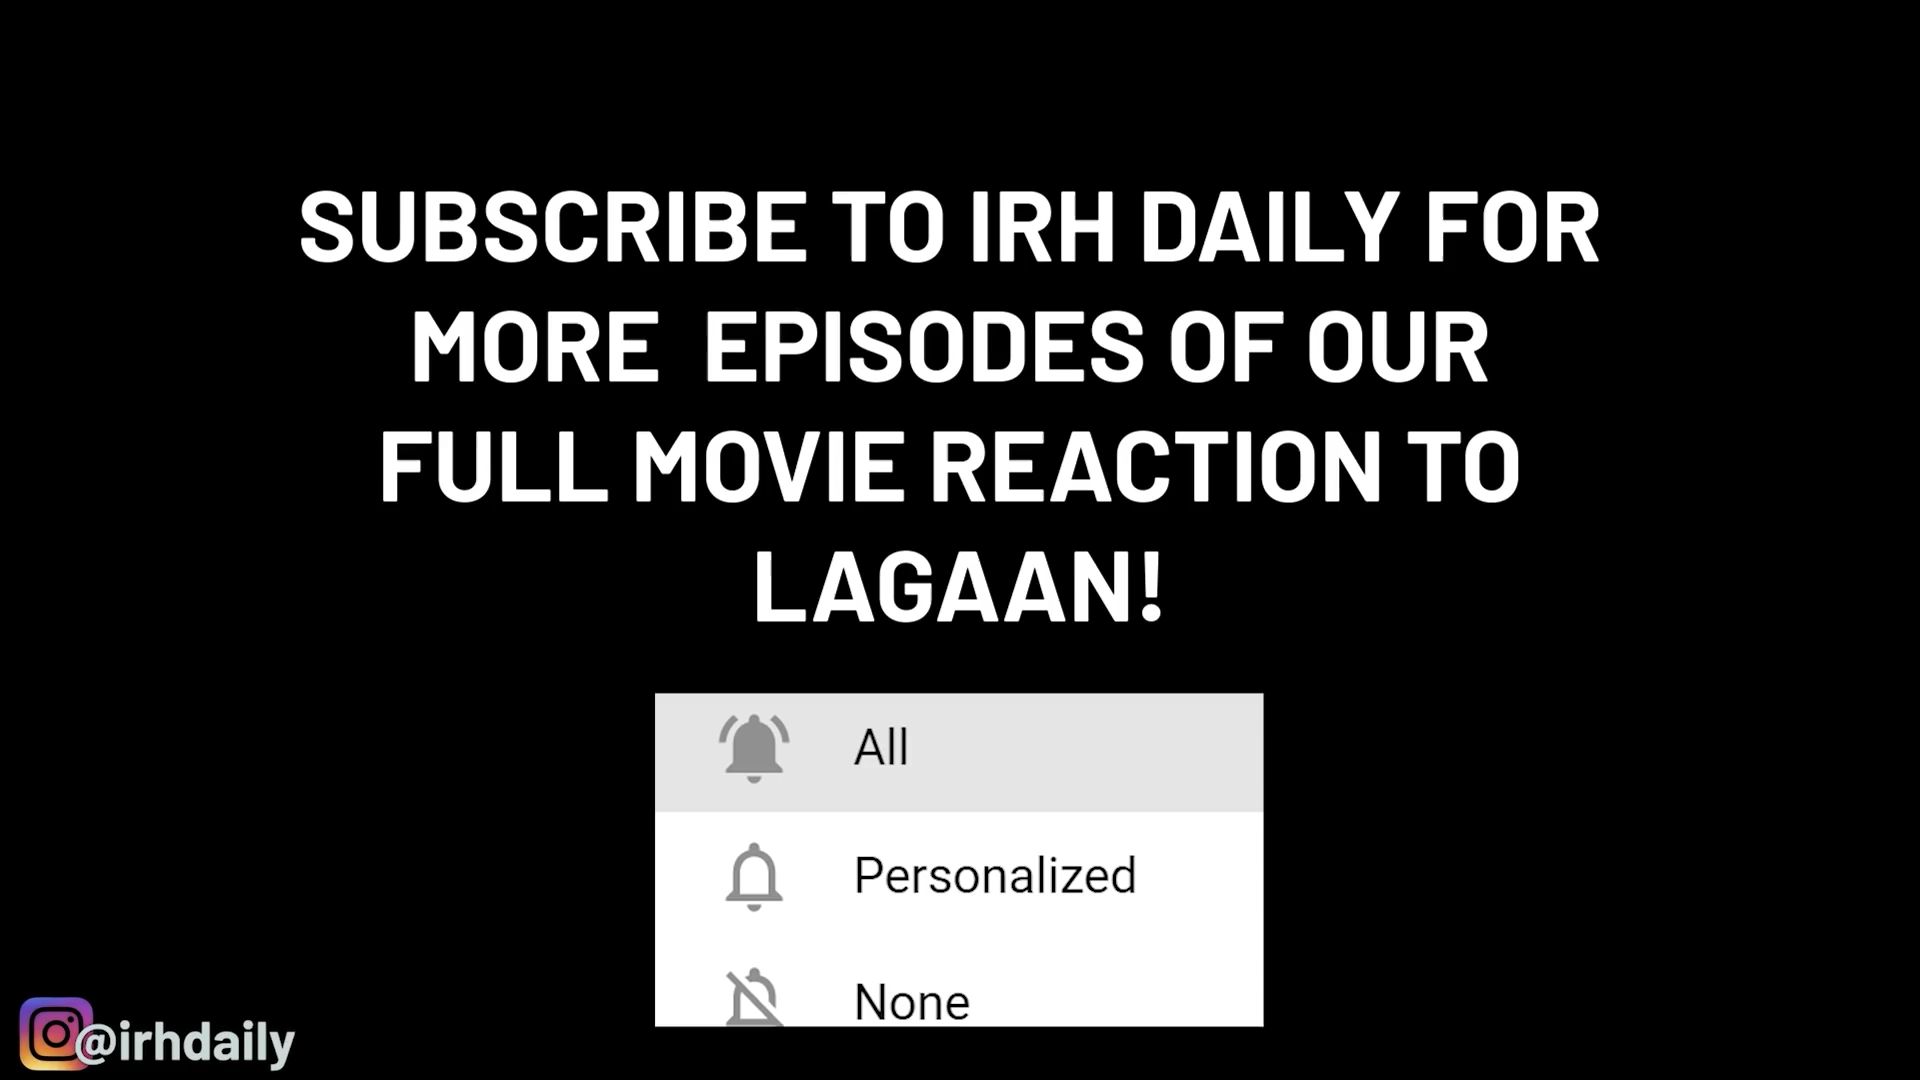 SUBSCRIBE TO IRH DAILY FOR
MORE EPISODES OF OUR
FULL MOVIE REACTION TO
LAGAAN!
All
Personalized
None
@irhdaily